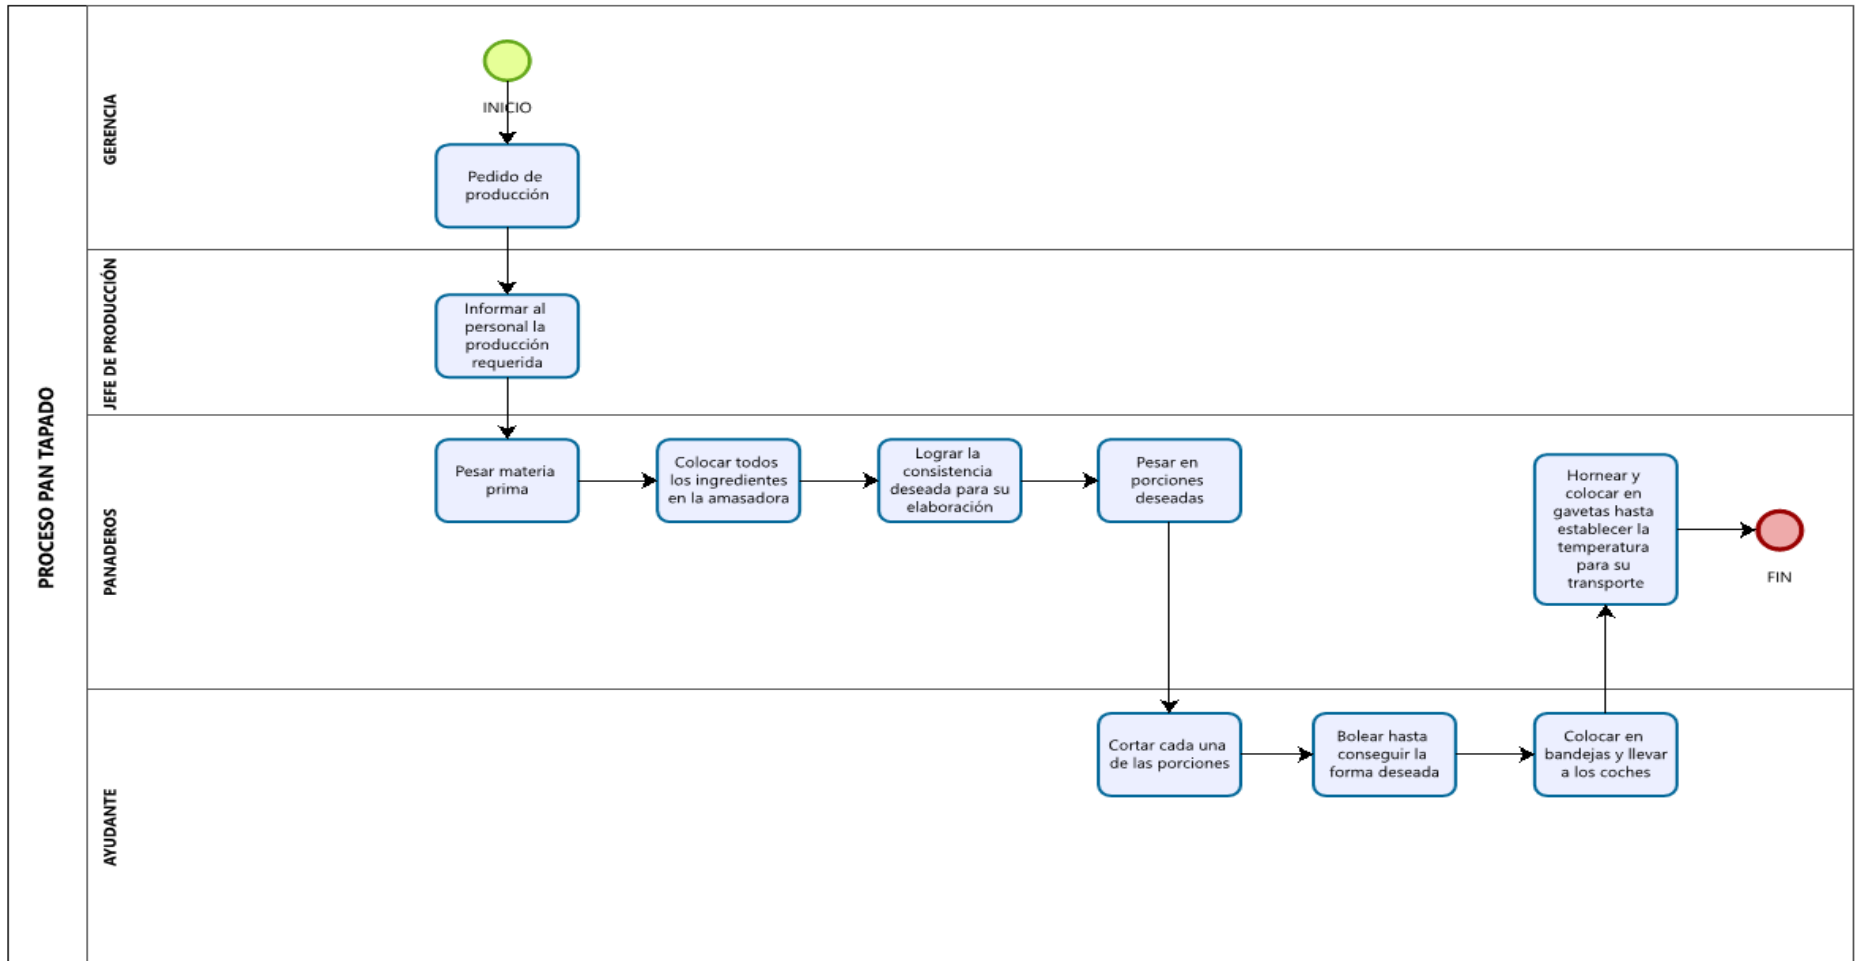 PROCESO PAN TAPADO
GERENCIA
INICIO
Pedido de
producción
JEFE DE PRODUCCIÓN
Informar al
personal la
producción
requerida
PANADEROS
Pesar materia
prima
Colocar todos
los ingredientes
en la amasadora
Lograr la
consistencia
deseada para su
elaboración
Pesar en
porciones
deseadas
Hornear y
colocar en
gavetas hasta
establecer la
temperatura
para su
transporte
FIN
AYUDANTE
Cortar cada una
de las porciones
Bolear hasta
conseguir la
forma deseada
Colocar en
bandejas y llevar
a los coches